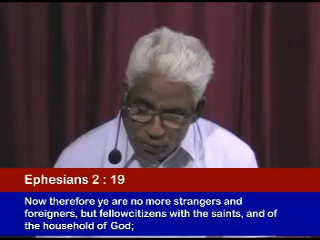 Ephesians 2 : 19
Now therefore ye are no more strangers and
foreigners, but fellowcitizens with the saints, and of
the household of God;